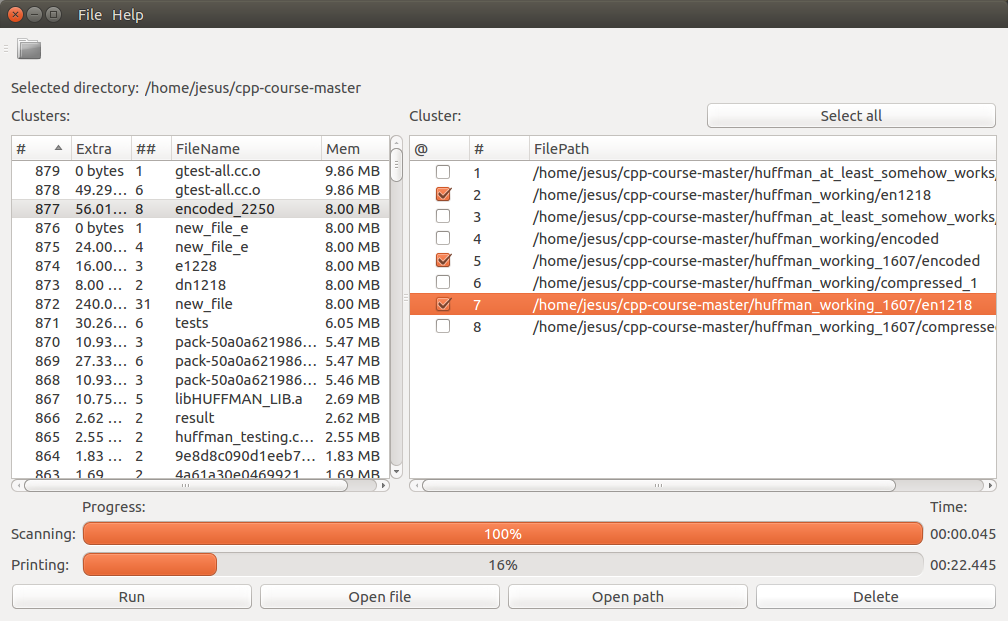 File Help
Selected directory: /home/jesus/cpp-course-master
Clusters:
# Extra ## FileName Mem
879 0 bytes 1 gtest-all.cc.o 9.86 MB
878 49.29... 6 gtest-all.cc.o 9.86 MB
877 56.01... 8 encoded_2250 8.00 MB
876 0 bytes 1 new_file_e 8.00 MB
875 24.00... 4 new_file_e 8.00 MB
874 16.00... 3 e1228 8.00 MB
873 8.00 ... 2 dn1218 8.00 MB
872 240.0... 31 new_file 8.00 MB
871 30.26... 6 tests 6.05 MB
870 10.93... 3 pack-50a0a621986... 5.47 MB
869 27.33... 6 pack-50a0a621986... 5.47 MB
868 10.93... 3 pack-50a0a621986... 5.46 MB
867 10.75... 5 libHUFFMAN_LIB.a 2.69 MB
866 2.62 ... 2 result 2.62 MB
865 2.55 ... 2 huffman_testing.c... 2.55 MB
864 1.83 ... 2 9e8d8c090d1eeb7... 1.83 MB
863 1.69 2 4a61a30e0469921 1.69 MB
Cluster:
Select all
@ # FilePath
1 /home/jesus/cpp-course-master/huffman_at_least_somehow_works/
2 /home/jesus/cpp-course-master/huffman_working/en1218
3 /home/jesus/cpp-course-master/huffman_at_least_somehow_works/
4 /home/jesus/cpp-course-master/huffman_working/encoded
5 /home/jesus/cpp-course-master/huffman_working_1607/encoded
6 /home/jesus/cpp-course-master/huffman_working/compressed_1
7 /home/jesus/cpp-course-master/huffman_working_1607/en1218
8 /home/jesus/cpp-course-master/huffman_working_1607/compresse
Progress: Time:
Scanning: 100% 00:00.045
Printing: 16% 00:22.445
Run Open file Open path Delete